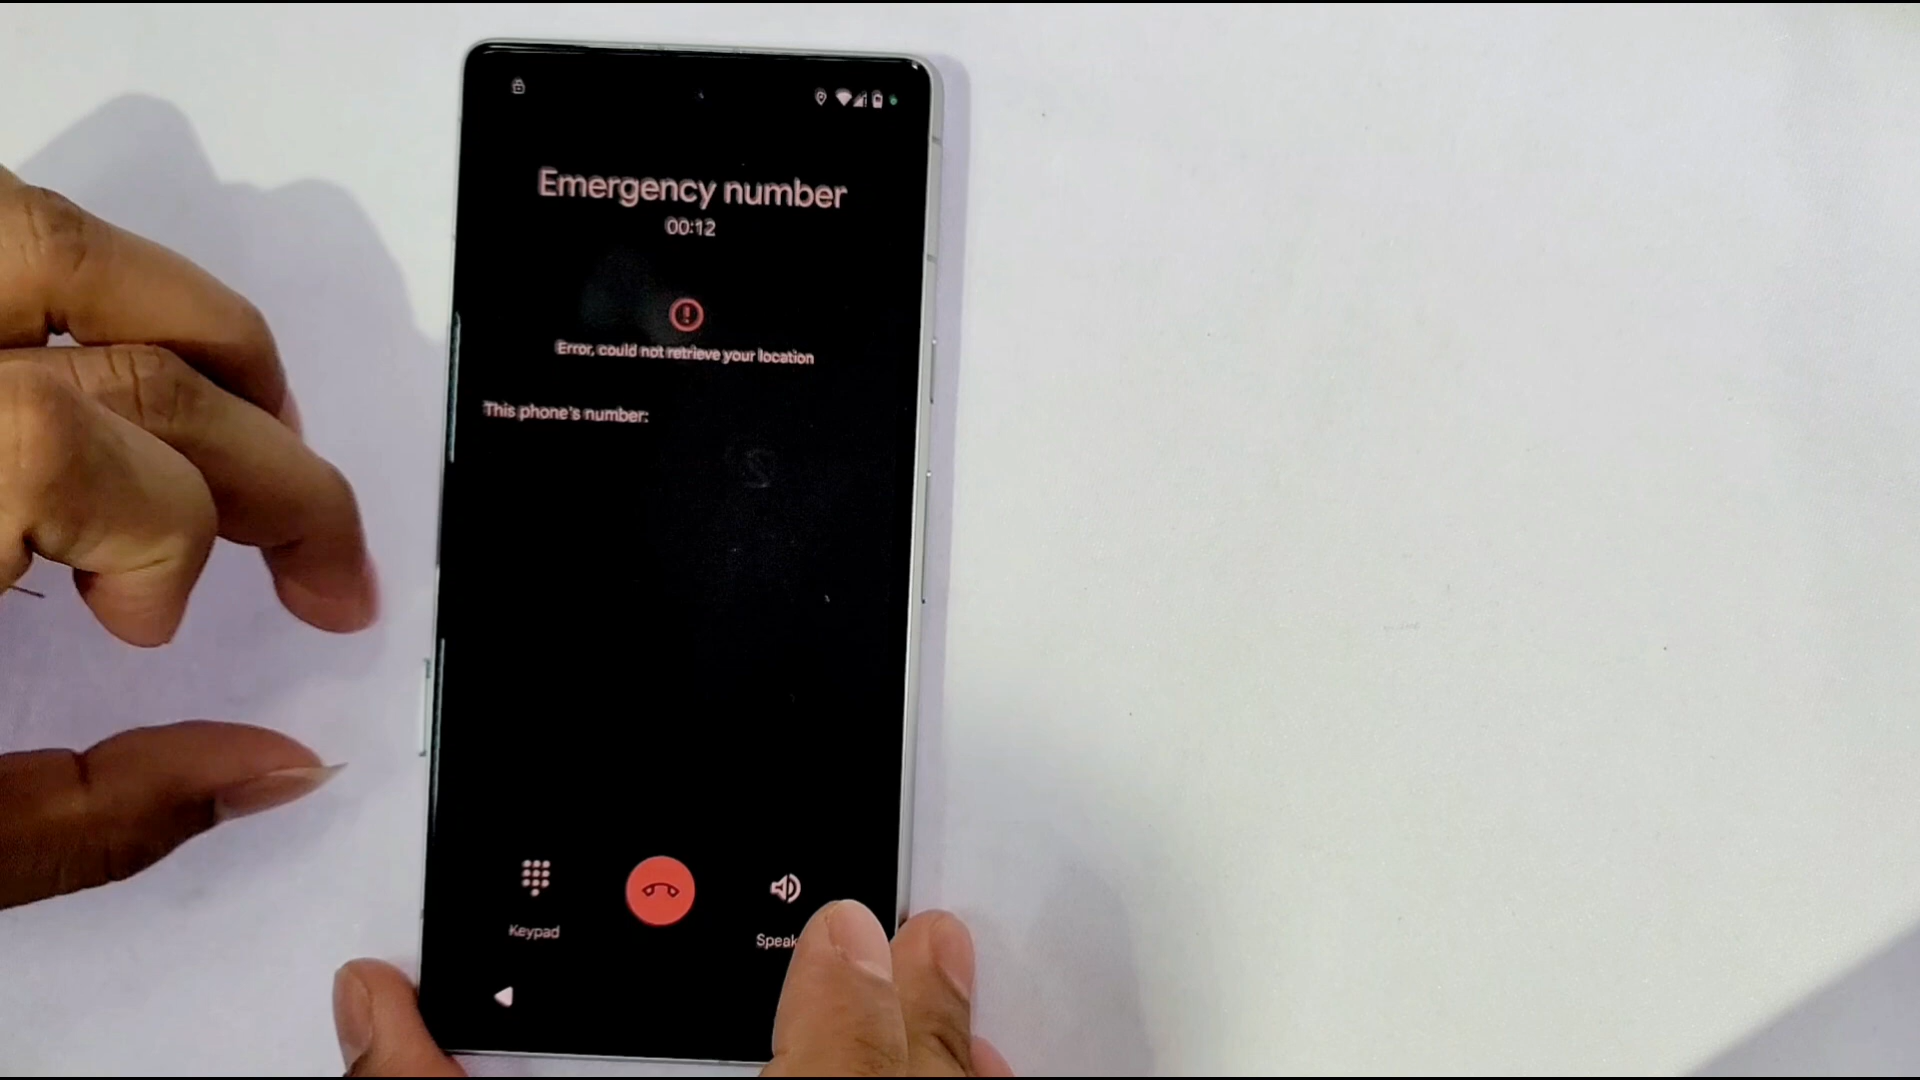 Emergency number
00:12
Error, could not retrieve your location
This phone's number:
Keypad
Speak